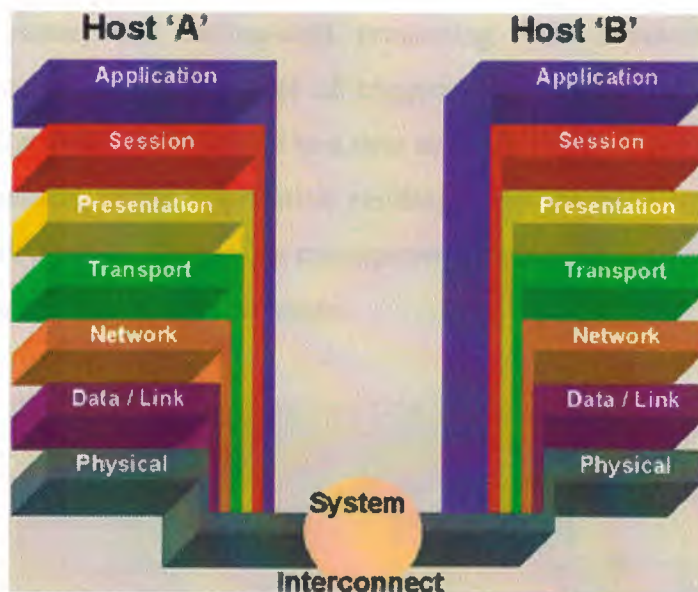 Host 'A'
Host 'B'
Application
Application
Session
Session
Presentation
Presentation
Transport
Transport
Network
Network
Data / Link
Data / Link
Physical
Physical
System
Interconnect